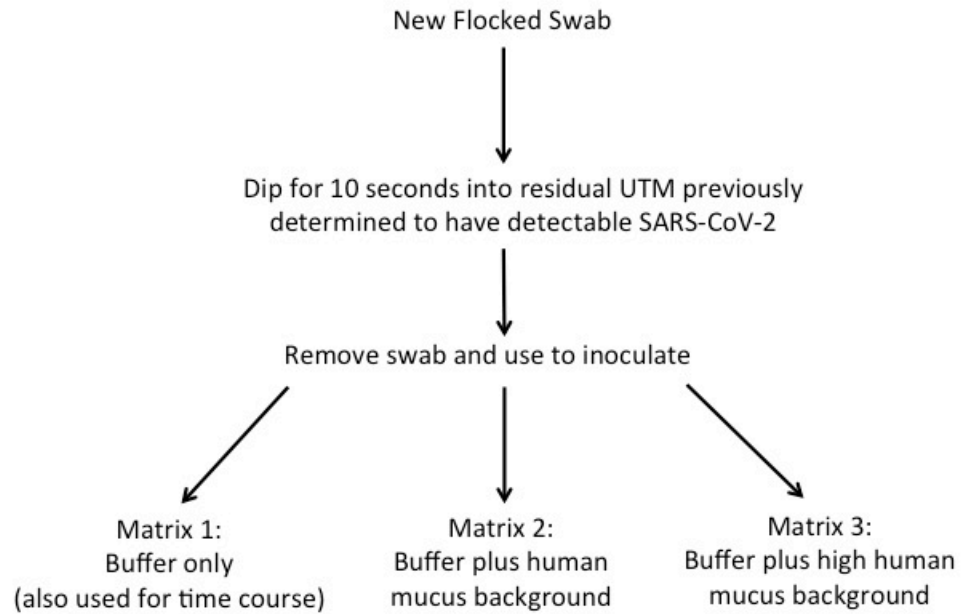 New Flocked Swab
Dip for 10 seconds into residual UTM previously
determined to have detectable SARS-CoV-2
Remove swab and use to inoculate
Matrix 1:
Buffer only
(also used for time course)
Matrix 2:
Buffer plus human
mucus background
Matrix 3:
Buffer plus high human
mucus background